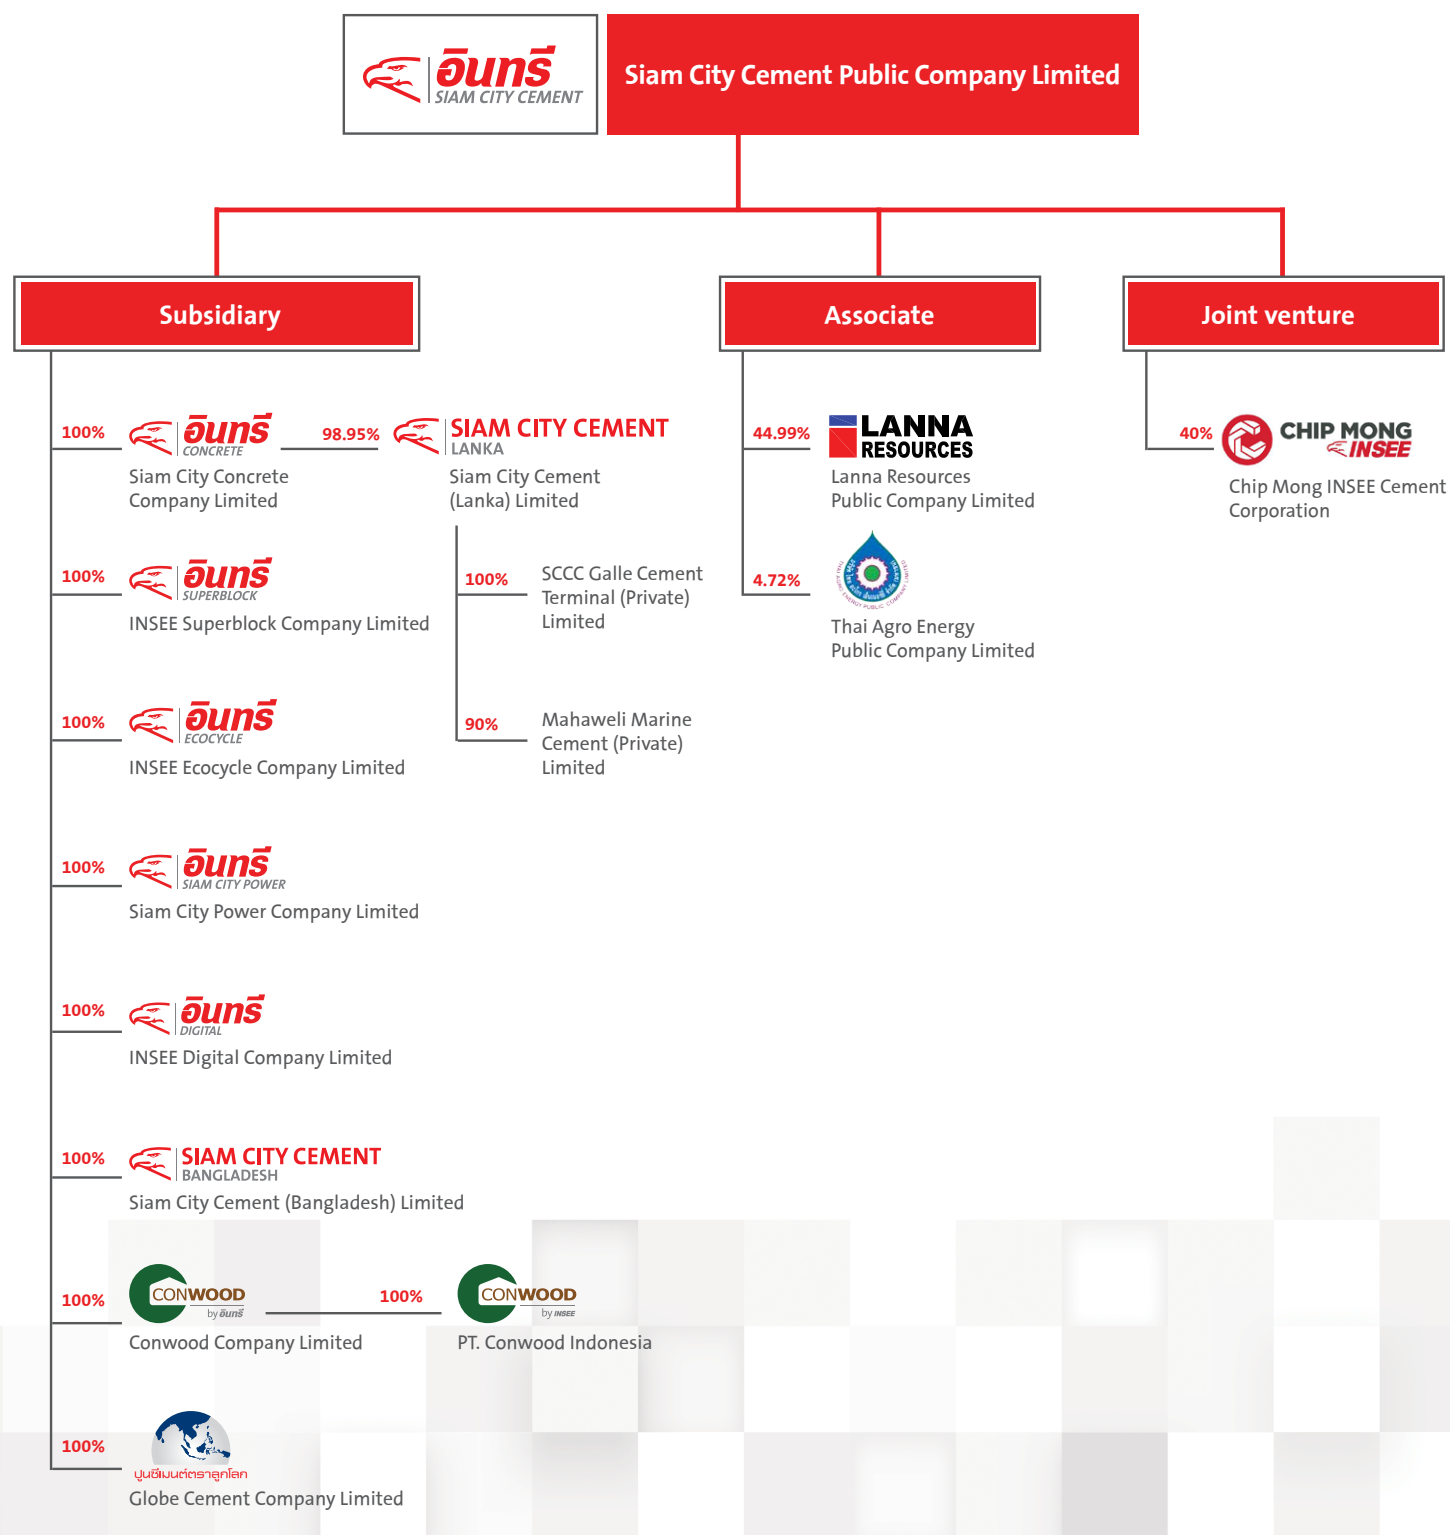 อินทรี
SIAM CITY CEMENT
Siam City Cement Public Company Limited
Subsidiary
Associate
Joint venture
100%
อินทรี
CONCRETE
Siam City Concrete
Company Limited
98.95%
SIAM CITY CEMENT
LANKA
Siam City Cement
(Lanka) Limited
100%
SCCC Galle Cement
Terminal (Private)
Limited
90%
Mahaweli Marine
Cement (Private)
Limited
100%
อินทรี
SUPERBLOCK
INSEE Superblock Company Limited
100%
อินทรี
ECOCYCLE
INSEE Ecocycle Company Limited
100%
อินทรี
SIAM CITY POWER
Siam City Power Company Limited
100%
อินทรี
DIGITAL
INSEE Digital Company Limited
100%
SIAM CITY CEMENT
BANGLADESH
Siam City Cement (Bangladesh) Limited
100%
CONWOOD
by อินทรี
Conwood Company Limited
100%
CONWOOD
by INSEE
PT. Conwood Indonesia
100%
ปูนซีเมนต์ตราลูกโลก
Globe Cement Company Limited
44.99%
LANNA
RESOURCES
Lanna Resources
Public Company Limited
4.72%
THAI AGRO ENERGY PUBLIC COMPANY LIMITED
Thai Agro Energy
Public Company Limited
40%
CHIP MONG
INSEE
Chip Mong INSEE Cement
Corporation